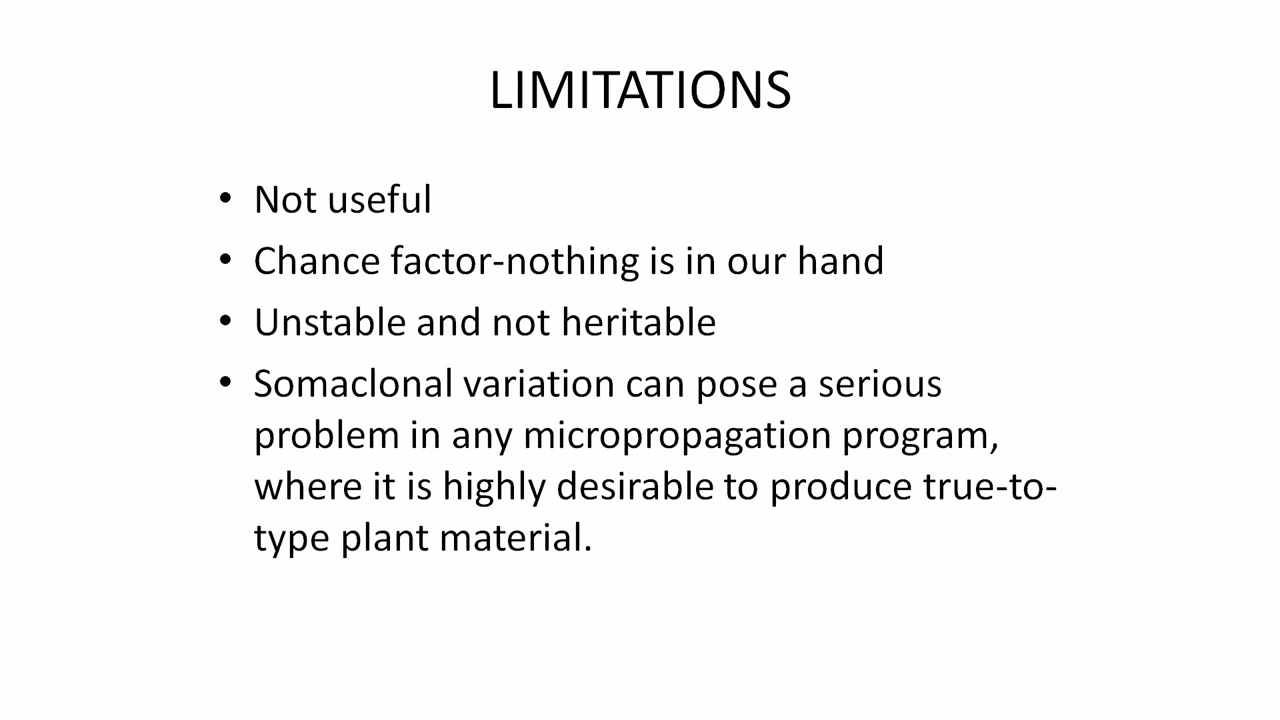 LIMITATIONS
• Not useful
• Chance factor-nothing is in our hand
• Unstable and not heritable
• Somaclonal variation can pose a serious
problem in any micropropagation program,
where it is highly desirable to produce true-to-
type plant material.